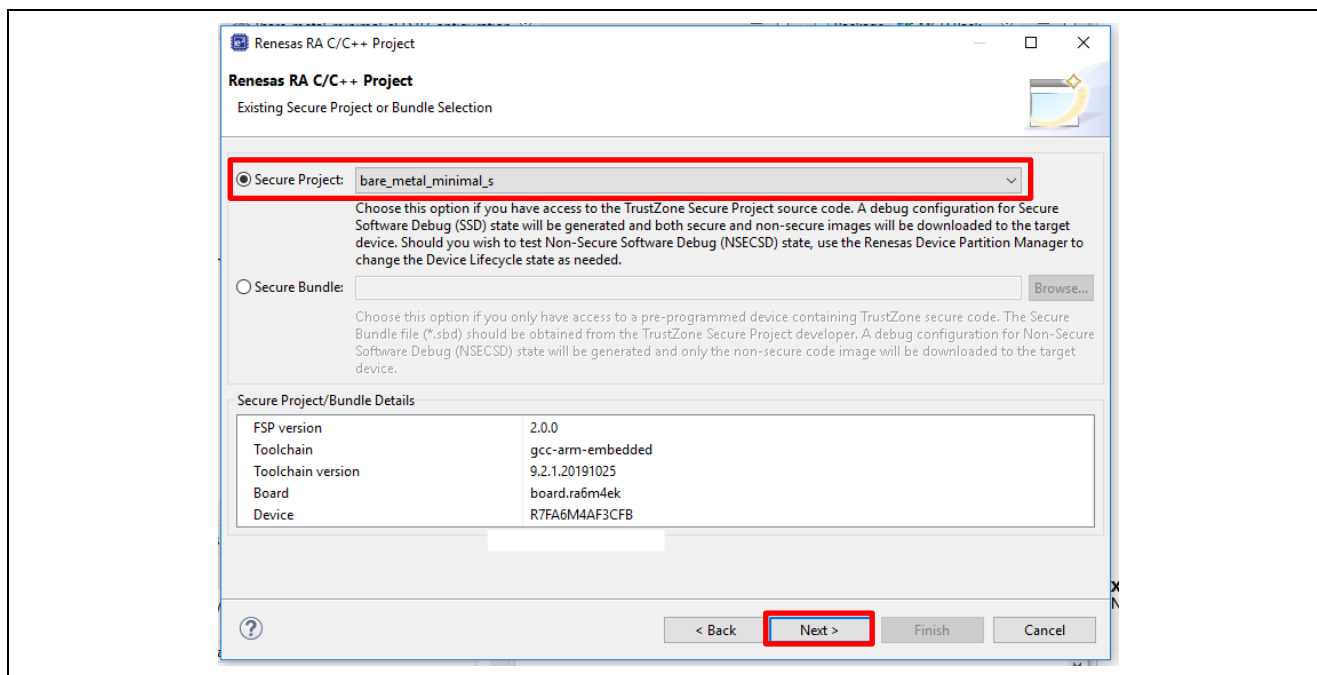 Renesas RA C/C++ Project
Renesas RA C/C++ Project
Existing Secure Project or Bundle Selection
Secure Project: bare_metal_minimal_s
Choose this option if you have access to the TrustZone Secure Project source code. A debug configuration for Secure
Software Debug (SSD) state will be generated and both secure and non-secure images will be downloaded to the target
device. Should you wish to test Non-Secure Software Debug (NSECSD) state, use the Renesas Device Partition Manager to
change the Device Lifecycle state as needed.
Secure Bundle: Browse...
Choose this option if you only have access to a pre-programmed device containing TrustZone secure code. The Secure
Bundle file (*.sbd) should be obtained from the TrustZone Secure Project developer. A debug configuration for Non-Secure
Software Debug (NSECSD) state will be generated and only the non-secure code image will be downloaded to the target
device.
Secure Project/Bundle Details
FSP version 2.0.0
Toolchain gcc-arm-embedded
Toolchain version 9.2.1.20191025
Board board.ra6m4ek
Device R7FA6M4AF3CFB
? < Back Next > Finish Cancel